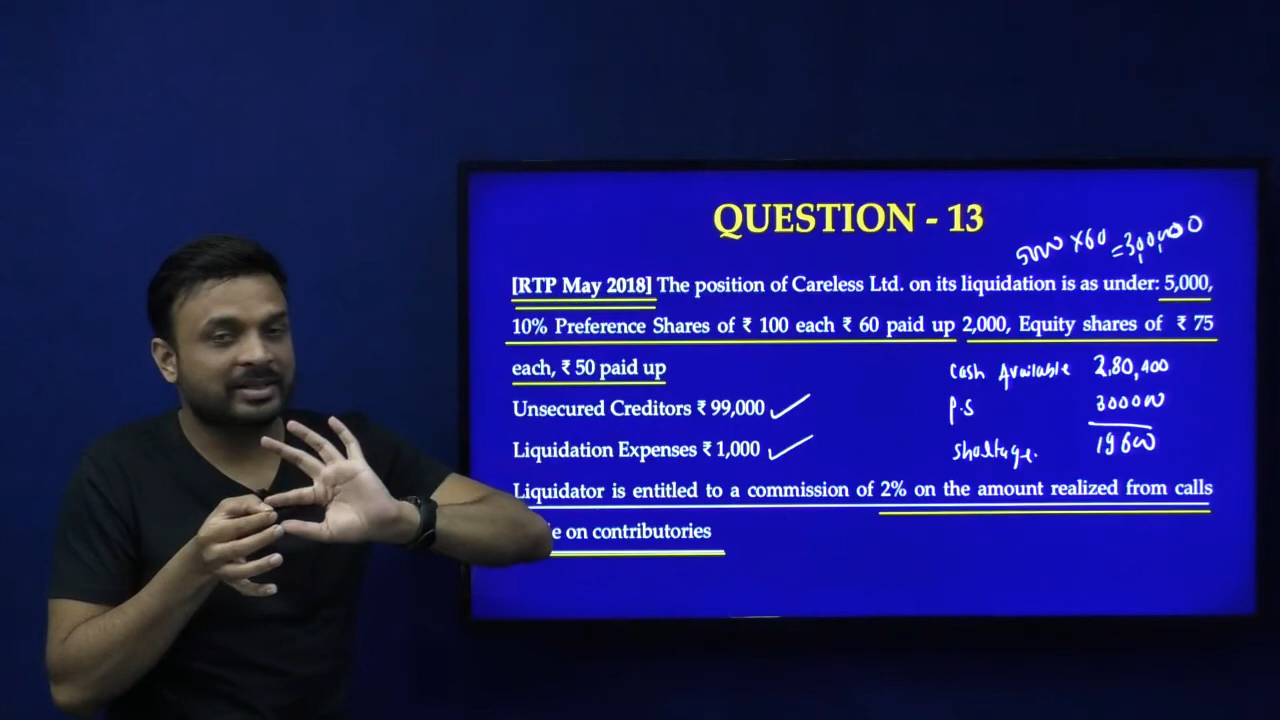 QUESTION - 13
5000 x 60 = 3,00,000
[RTP May 2018] The position of Careless Ltd. on its liquidation is as under: 5,000,
10% Preference Shares of ₹ 100 each ₹ 60 paid up 2,000, Equity shares of ₹ 75
each, ₹ 50 paid up
Cash Available 2,80,400
Unsecured Creditors ₹ 99,000
P.S 300000
Liquidation Expenses ₹ 1,000
Shortage. 19600
Liquidator is entitled to a commission of 2% on the amount realized from calls
e on contributories